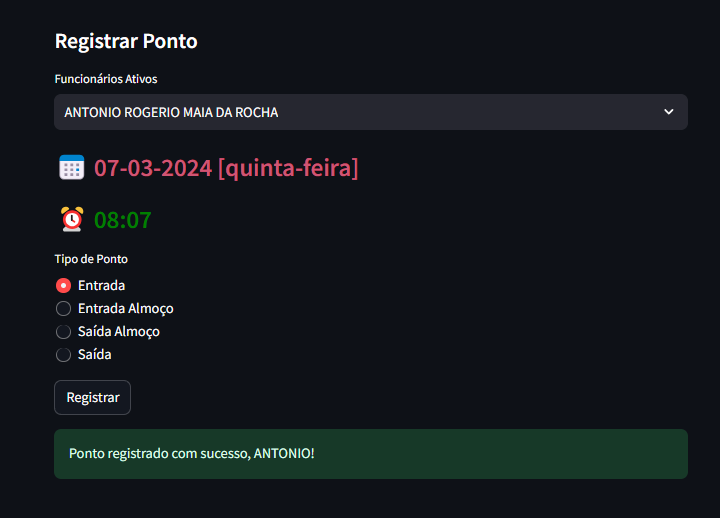 Registrar Ponto
Funcionários Ativos
ANTONIO ROGERIO MAIA DA ROCHA
07-03-2024 [quinta-feira]
08:07
Tipo de Ponto
Entrada
Entrada Almoço
Saída Almoço
Saída
Registrar
Ponto registrado com sucesso, ANTONIO!